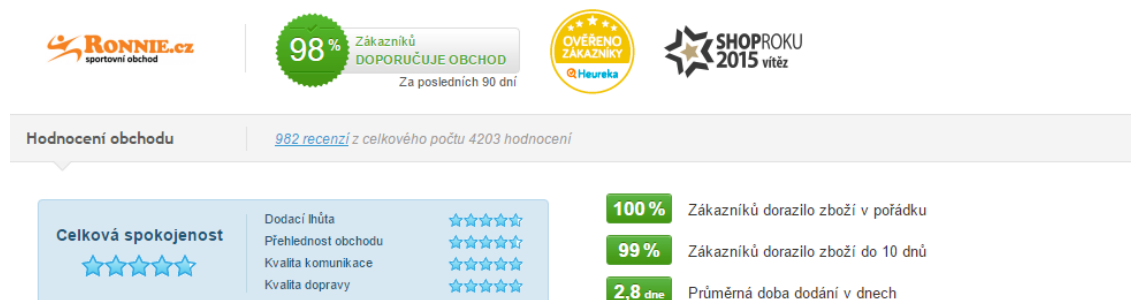 RONNIE.cz
sportovní obchod
98%
Zákazníků
DOPORUČUJE OBCHOD
Za posledních 90 dní
OVĚŘENO
ZÁKAZNÍKY
Heureka
SHOPROKU
2015 vítěz
Hodnocení obchodu
982 recenzí z celkového počtu 4203 hodnocení
Celková spokojenost
Dodací lhůta
Přehlednost obchodu
Kvalita komunikace
Kvalita dopravy
100 % Zákazníků dorazilo zboží v pořádku
99 % Zákazníků dorazilo zboží do 10 dnů
2,8 dne Průměrná doba dodání v dnech